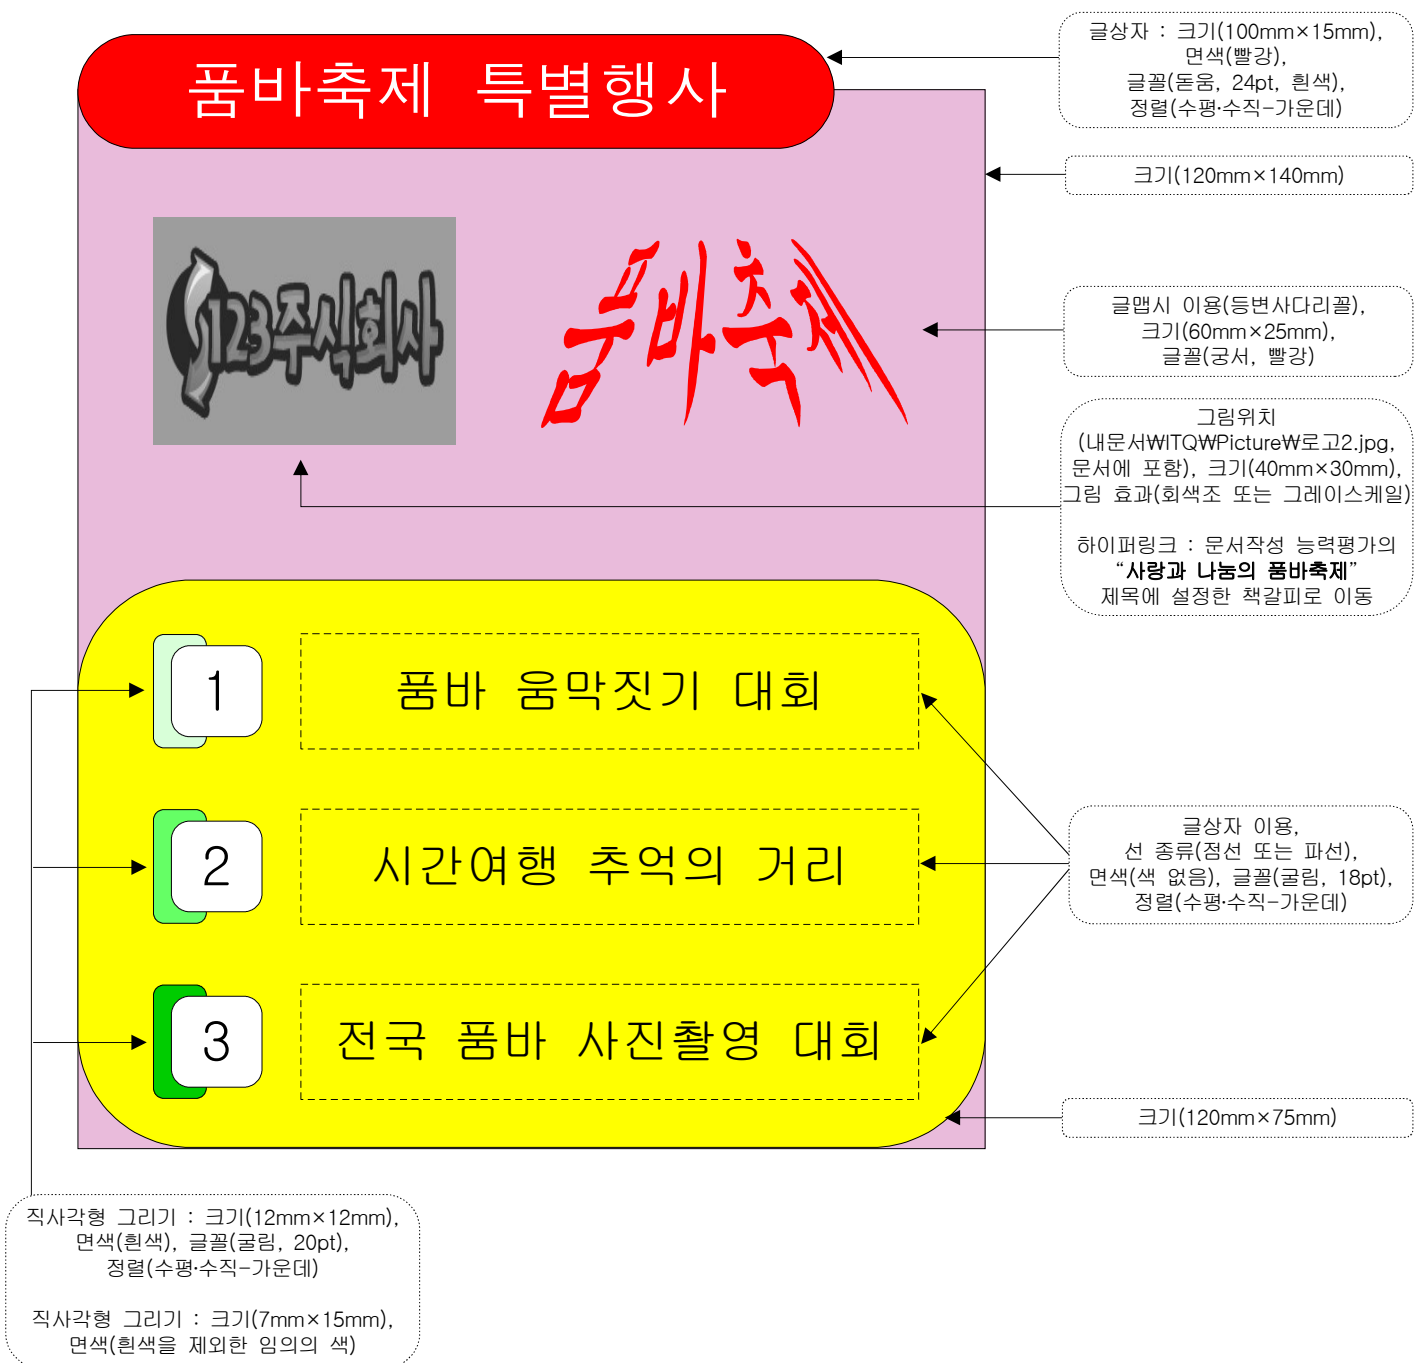 품바축제 특별행사
글상자 : 크기(100mm×15mm),
면색(빨강),
글꼴(돋움, 24pt, 흰색),
정렬(수평·수직-가운데)
크기(120mm×140mm)
123주식회사
품바축제
글맵시 이용(등변사다리꼴),
크기(60mm×25mm),
글꼴(궁서, 빨강)
그림위치
(내문서₩ITQ₩Picture₩로고2.jpg,
문서에 포함), 크기(40mm×30mm),
그림 효과(회색조 또는 그레이스케일)
하이퍼링크 : 문서작성 능력평가의
“사랑과 나눔의 품바축제”
제목에 설정한 책갈피로 이동
1
품바 움막짓기 대회
2
시간여행 추억의 거리
3
전국 품바 사진촬영 대회
글상자 이용,
선 종류(점선 또는 파선),
면색(색 없음), 글꼴(굴림, 18pt),
정렬(수평·수직-가운데)
크기(120mm×75mm)
직사각형 그리기 : 크기(12mm×12mm),
면색(흰색), 글꼴(굴림, 20pt),
정렬(수평·수직-가운데)
직사각형 그리기 : 크기(7mm×15mm),
면색(흰색을 제외한 임의의 색)